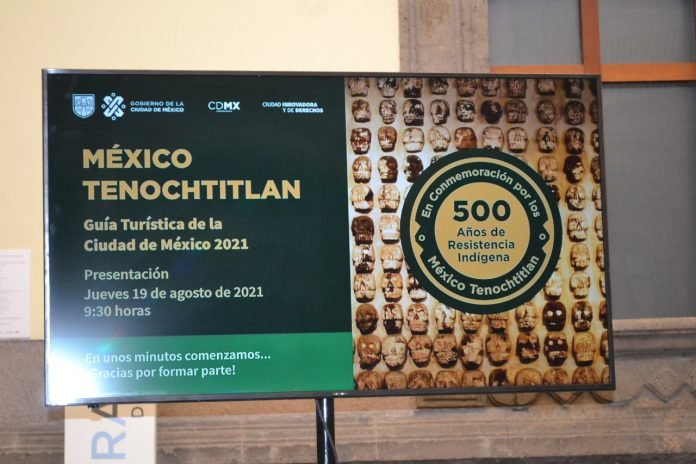 GOBIERNO DE LA
CIUDAD DE MÉXICO
CDMX
CIUDAD INNOVADORA
Y DE DERECHOS
MÉXICO
TENOCHTITLAN
Guía Turística de la
Ciudad de México 2021
Presentación
Jueves 19 de agosto de 2021
9:30 horas
En unos minutos comenzamos...
¡Gracias por formar parte!
En Conmemoración por los
500
Años de
Resistencia
Indígena
México Tenochtitlan
RA
D